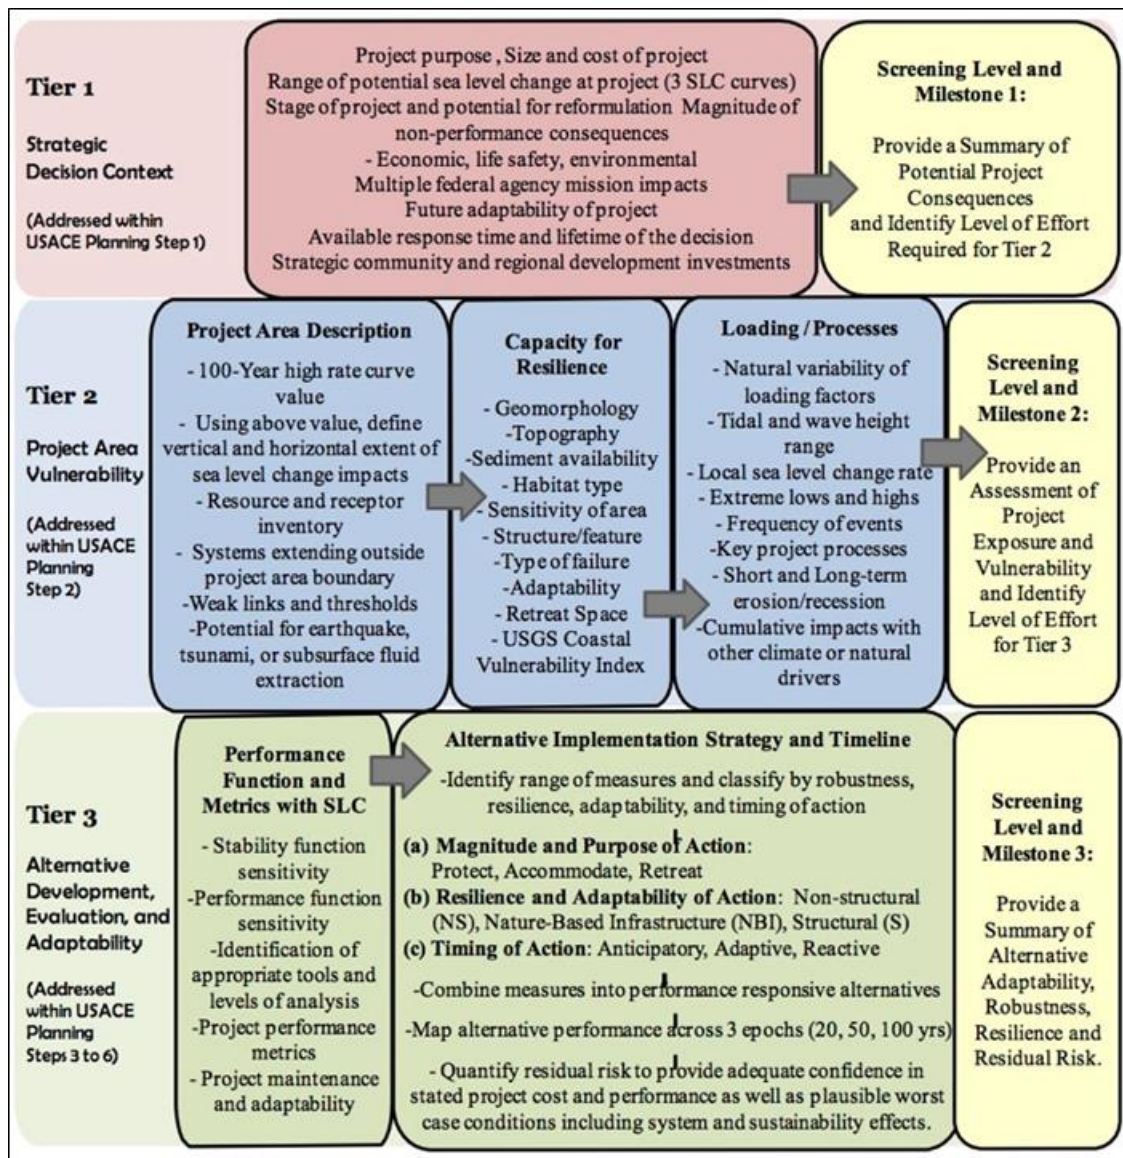 Tier 1
Strategic
Decision Context
(Addressed within
USACE Planning Step 1)
Project purpose , Size and cost of project
Range of potential sea level change at project (3 SLC curves)
Stage of project and potential for reformulation Magnitude of
non-performance consequences
- Economic, life safety, environmental
Multiple federal agency mission impacts
Future adaptability of project
Available response time and lifetime of the decision
Strategic community and regional development investments
Screening Level and
Milestone 1:
Provide a Summary of
Potential Project
Consequences
and Identify Level of Effort
Required for Tier 2
Tier 2
Project Area
Vulnerability
(Addressed
within USACE
Planning
Step 2)
Project Area Description
- 100-Year high rate curve
value
- Using above value, define
vertical and horizontal extent of
sea level change impacts
- Resource and receptor
inventory
- Systems extending outside
project area boundary
-Weak links and thresholds
-Potential for earthquake,
tsunami, or subsurface fluid
extraction
Capacity for
Resilience
- Geomorphology
-Topography
-Sediment availability
- Habitat type
- Sensitivity of area
- Structure/feature
-Type of failure
-Adaptability
- Retreat Space
- USGS Coastal
Vulnerability Index
Loading / Processes
- Natural variability of
loading factors
- Tidal and wave height
range
- Local sea level change rate
- Extreme lows and highs
- Frequency of events
-Key project processes
- Short and Long-term
erosion/recession
-Cumulative impacts with
other climate or natural
drivers
Screening
Level and
Milestone 2:
Provide an
Assessment of
Project
Exposure and
Vulnerability
and Identify
Level of Effort
for Tier 3
Tier 3
Alternative
Development,
Evaluation, and
Adaptability
(Addressed
within USACE
Planning
Steps 3 to 6)
Performance
Function and
Metrics with SLC
- Stability function
sensitivity
-Performance function
sensitivity
-Identification of
appropriate tools and
levels of analysis
-Project performance
metrics
- Project maintenance
and adaptability
Alternative Implementation Strategy and Timeline
-Identify range of measures and classify by robustness,
resilience, adaptability, and timing of action
(a) Magnitude and Purpose of Action:
Protect, Accommodate, Retreat
(b) Resilience and Adaptability of Action: Non-structural
(NS), Nature-Based Infrastructure (NBI), Structural (S)
(c) Timing of Action: Anticipatory, Adaptive, Reactive
-Combine measures into performance responsive alternatives
-Map alternative performance across 3 epochs (20, 50, 100 yrs)
- Quantify residual risk to provide adequate confidence in
stated project cost and performance as well as plausible worst
case conditions including system and sustainability effects.
Screening
Level and
Milestone 3:
Provide a
Summary of
Alternative
Adaptability,
Robustness,
Resilience and
Residual Risk.